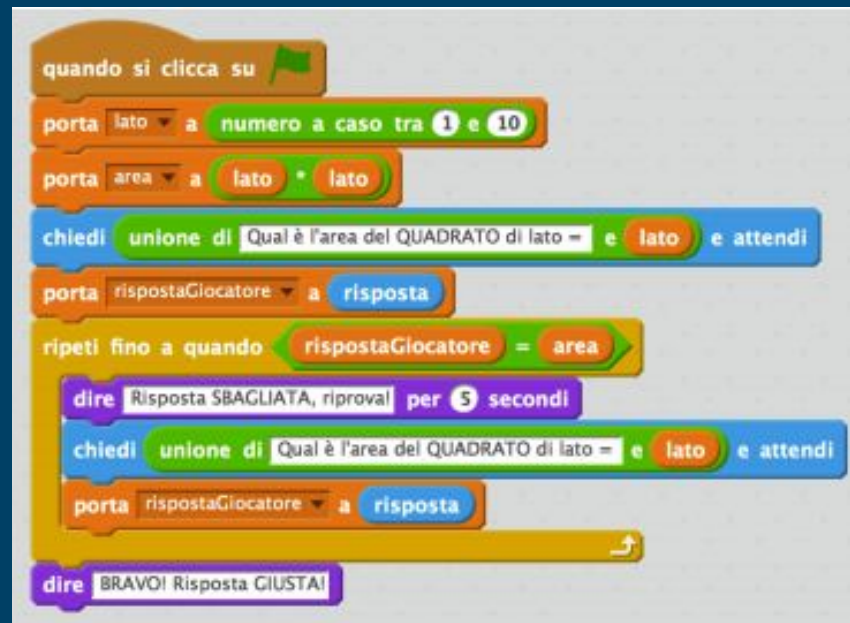 quando si clicca su
porta lato a numero a caso tra 1 e 10
porta area a lato * lato
chiedi unione di Qual è l'area del QUADRATO di lato = e lato e attendi
porta rispostaGiocatore a risposta
ripeti fino a quando rispostaGiocatore = area
dire Risposta SBAGLIATA, riprova! per 5 secondi
chiedi unione di Qual è l'area del QUADRATO di lato = e lato e attendi
porta rispostaGiocatore a risposta
dire BRAVO! Risposta GIUSTA!